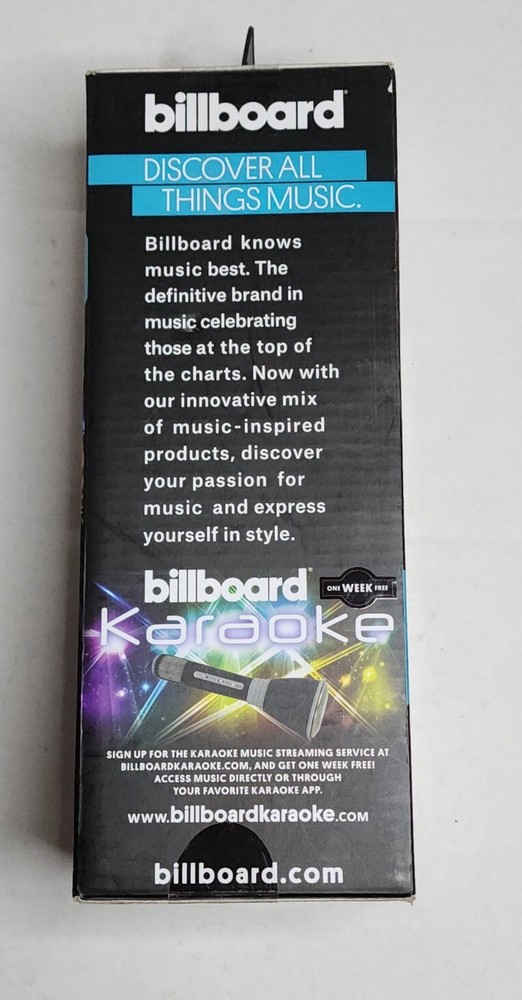 billboard
DISCOVER ALL
THINGS MUSIC.
Billboard knows
music best. The
definitive brand in
music celebrating
those at the top of
the charts. Now with
our innovative mix
of music-inspired
products, discover
your passion for
music and express
yourself in style.
billboard
ONE WEEK FREE
Karaoke
SIGN UP FOR THE KARAOKE MUSIC STREAMING SERVICE AT
BILLBOARDKARAOKE.COM, AND GET ONE WEEK FREE!
ACCESS MUSIC DIRECTLY OR THROUGH
YOUR FAVORITE KARAOKE APP.
www.billboardkaraoke.com
billboard.com